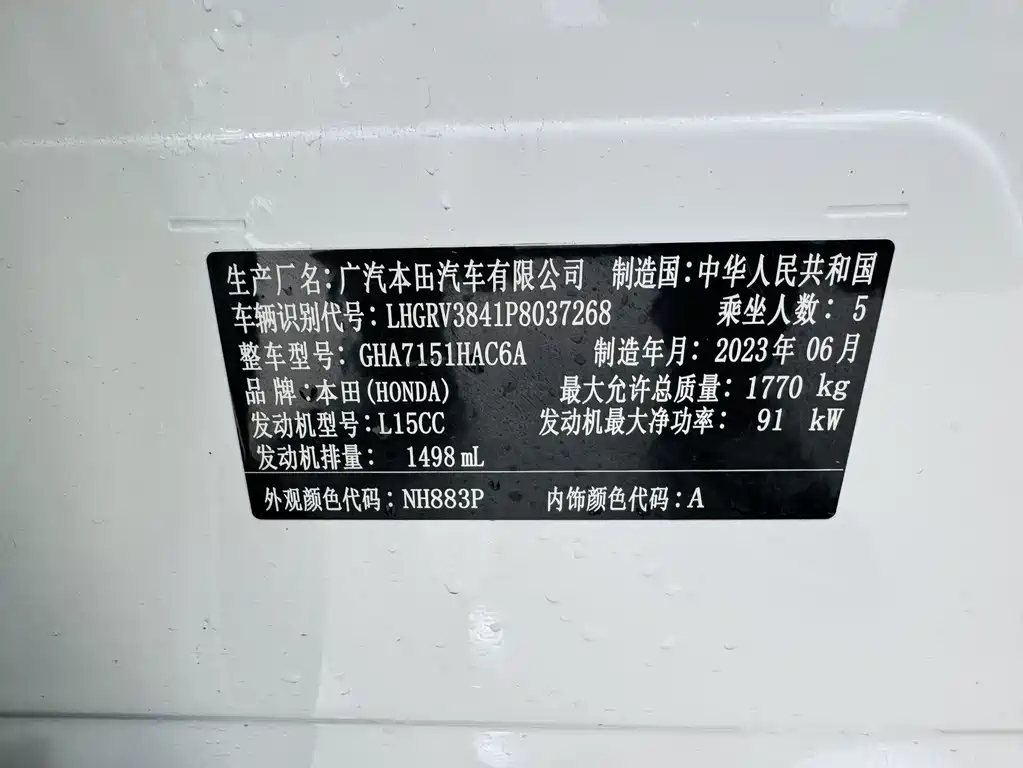 生产厂名：广汽本田汽车有限公司 制造国：中华人民共和国
车辆识别代号：LHGRV3841P8037268 乘坐人数：5
整车型号：GHA7151HAC6A 制造年月：2023年06月
品牌：本田(HONDA) 最大允许总质量：1770 kg
发动机型号：L15CC 发动机最大净功率：91 kW
发动机排量：1498 mL
外观颜色代码：NH883P 内饰颜色代码：A